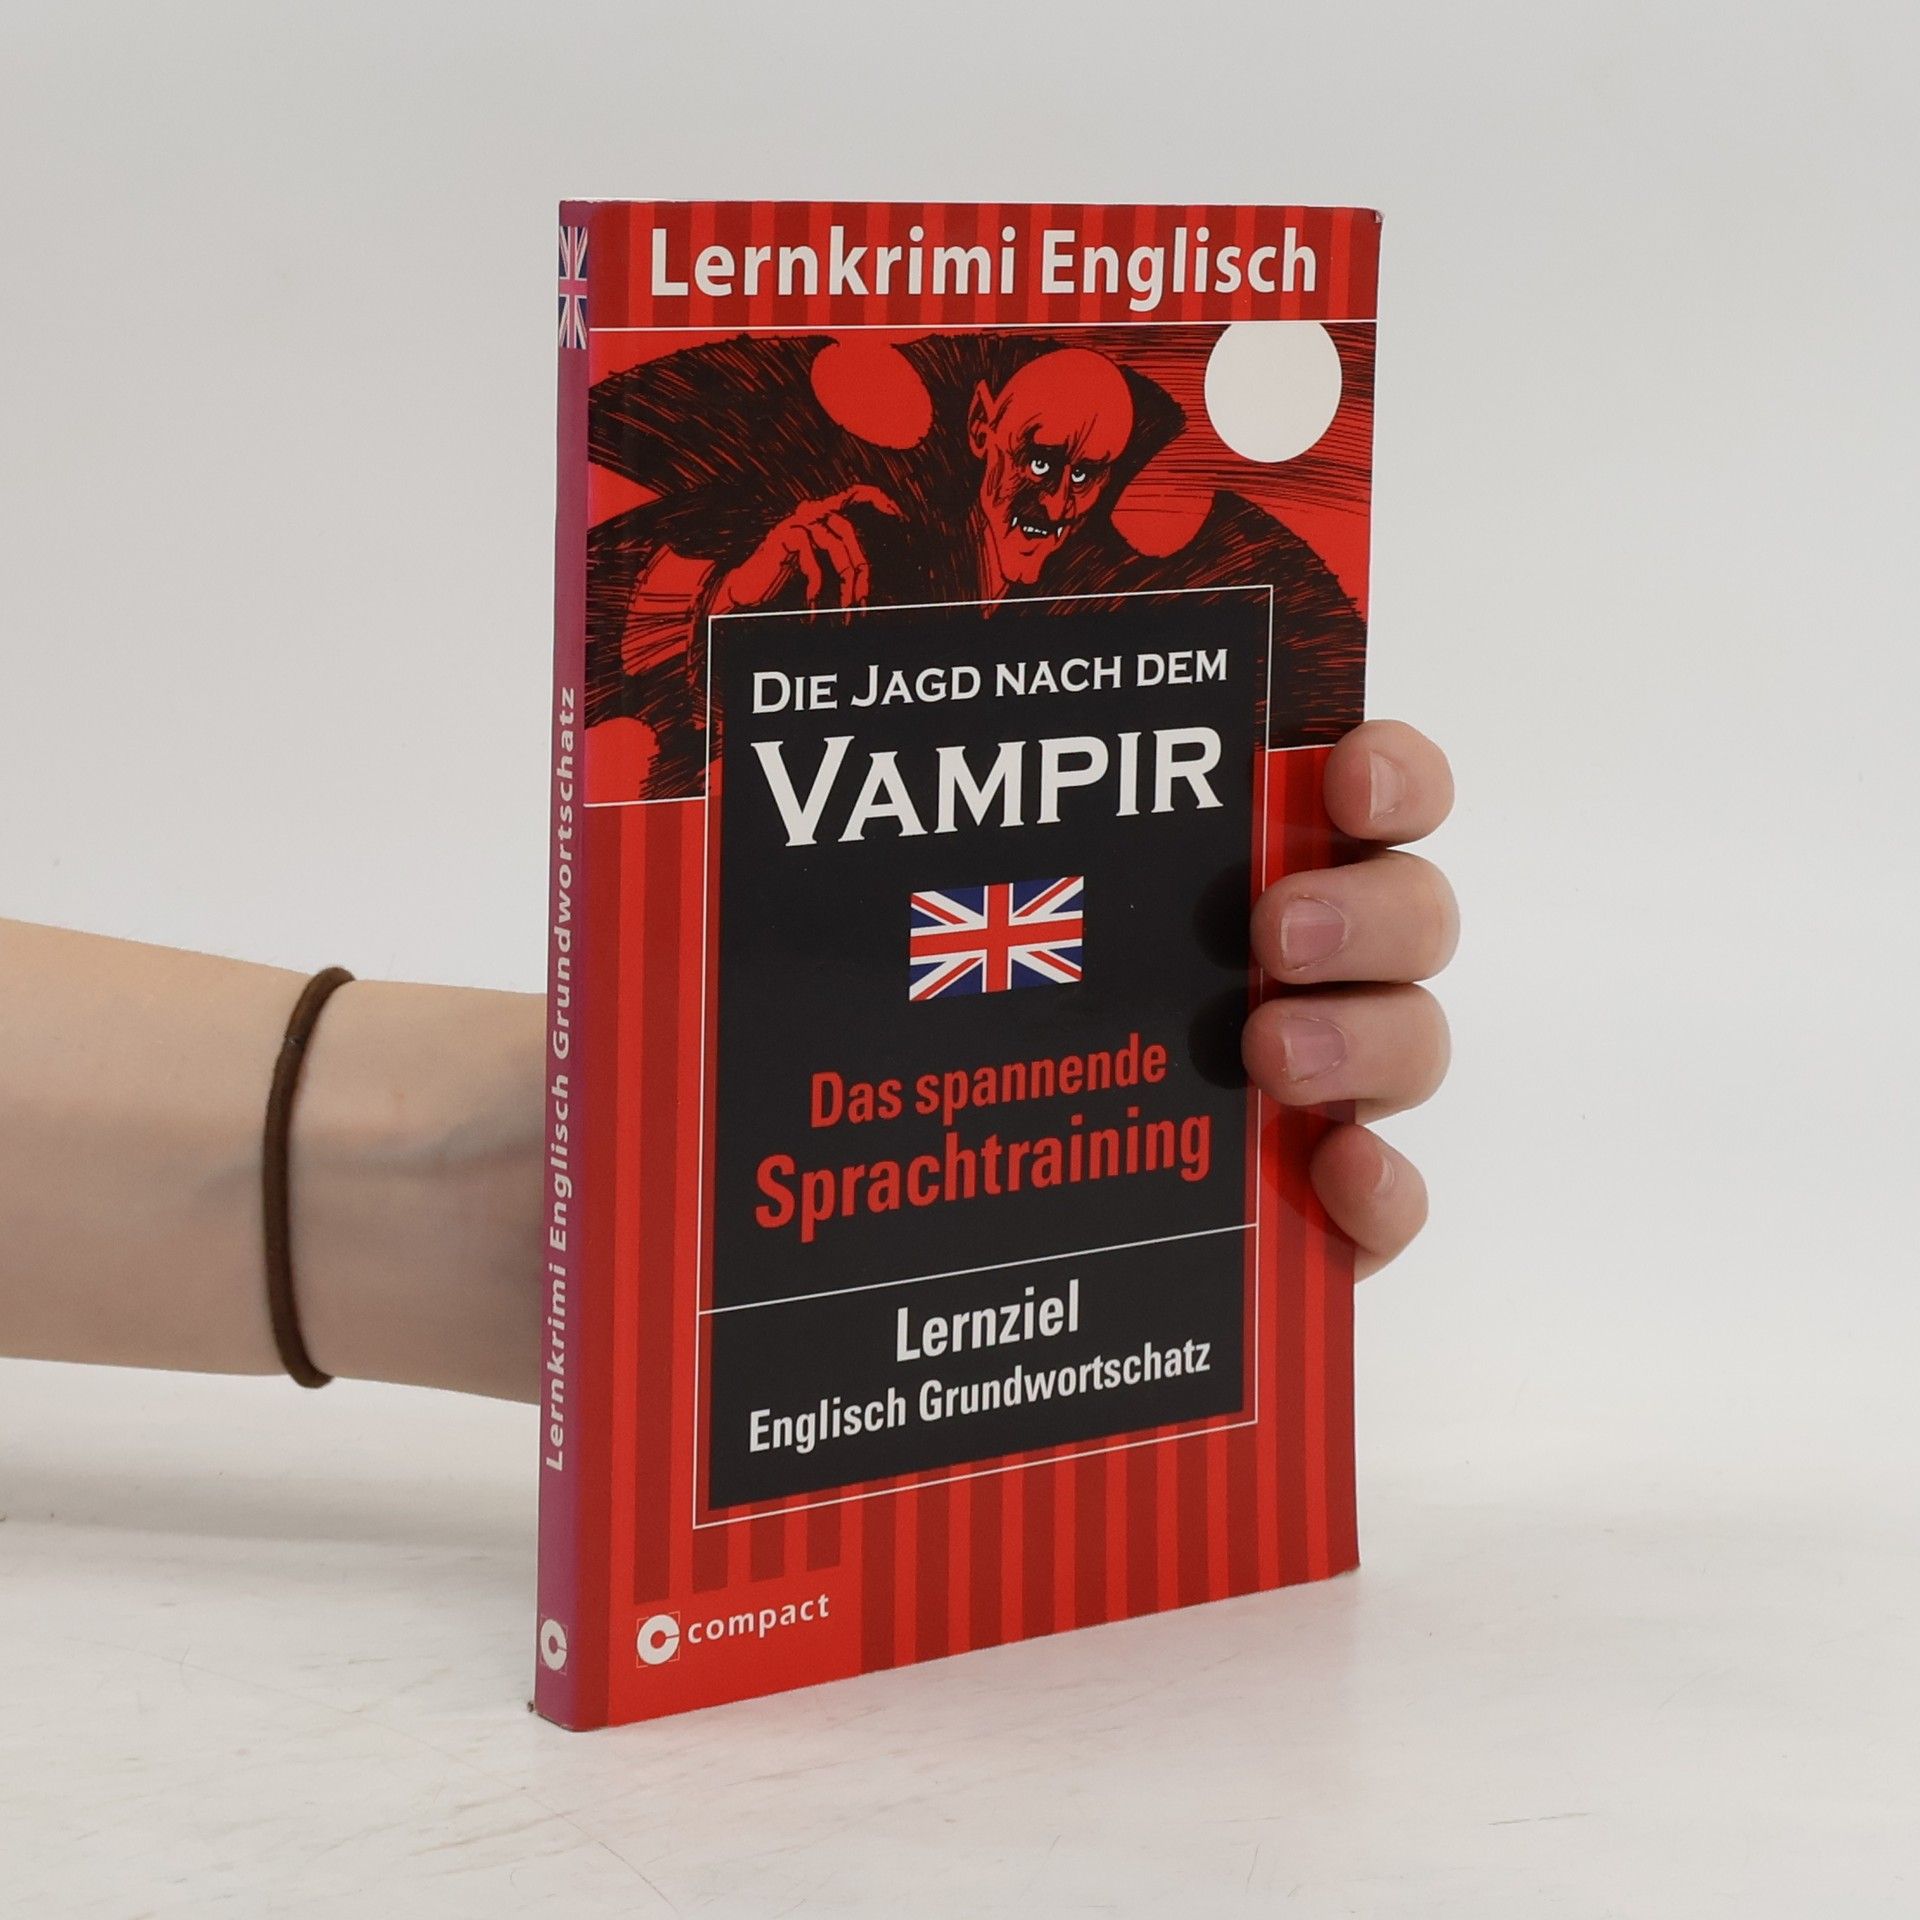 Lernkrimi Englisch
DIE JAGD NACH DEM
VAMPIR
Das spannende
Sprachtraining
Lernziel
Englisch Grundwortschatz
compact
Lernkrimi Englisch Grundwortschatz